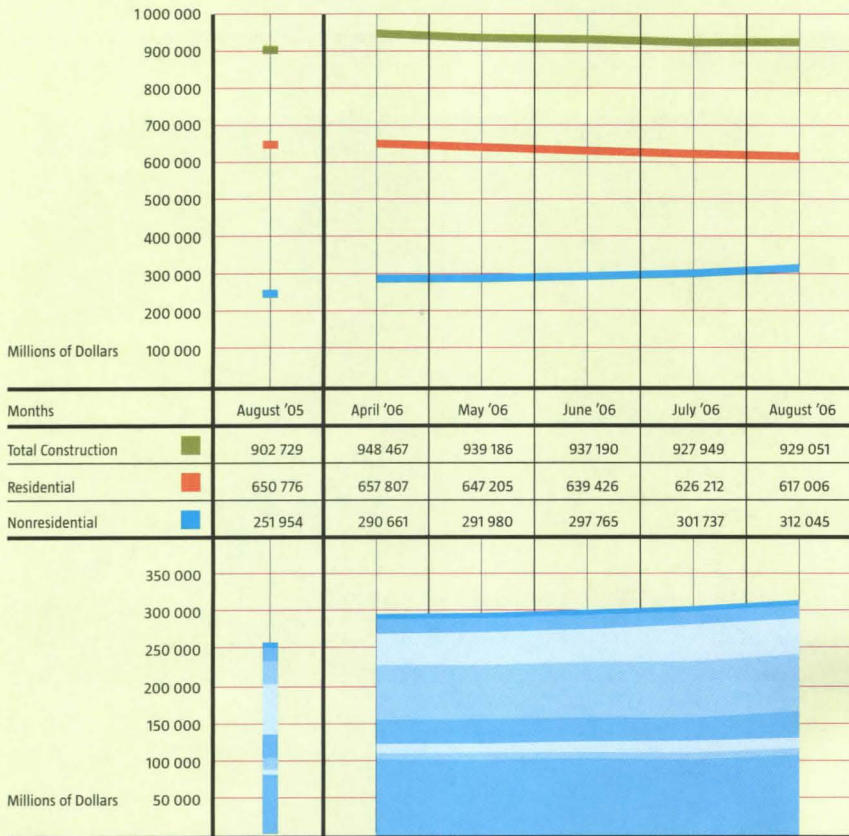 1 000 000
900 000
800 000
700 000
600 000
500 000
400 000
300 000
200 000
Millions of Dollars 100 000
Months August '05 April '06 May '06 June '06 July '06 August '06
Total Construction 902 729 948 467 939 186 937 190 927 949 929 051
Residential 650 776 657 807 647 205 639 426 626 212 617 006
Nonresidential 251 954 290 661 291 980 297 765 301 737 312 045
350 000
300 000
250 000
200 000
150 000
100 000
Millions of Dollars 50 000